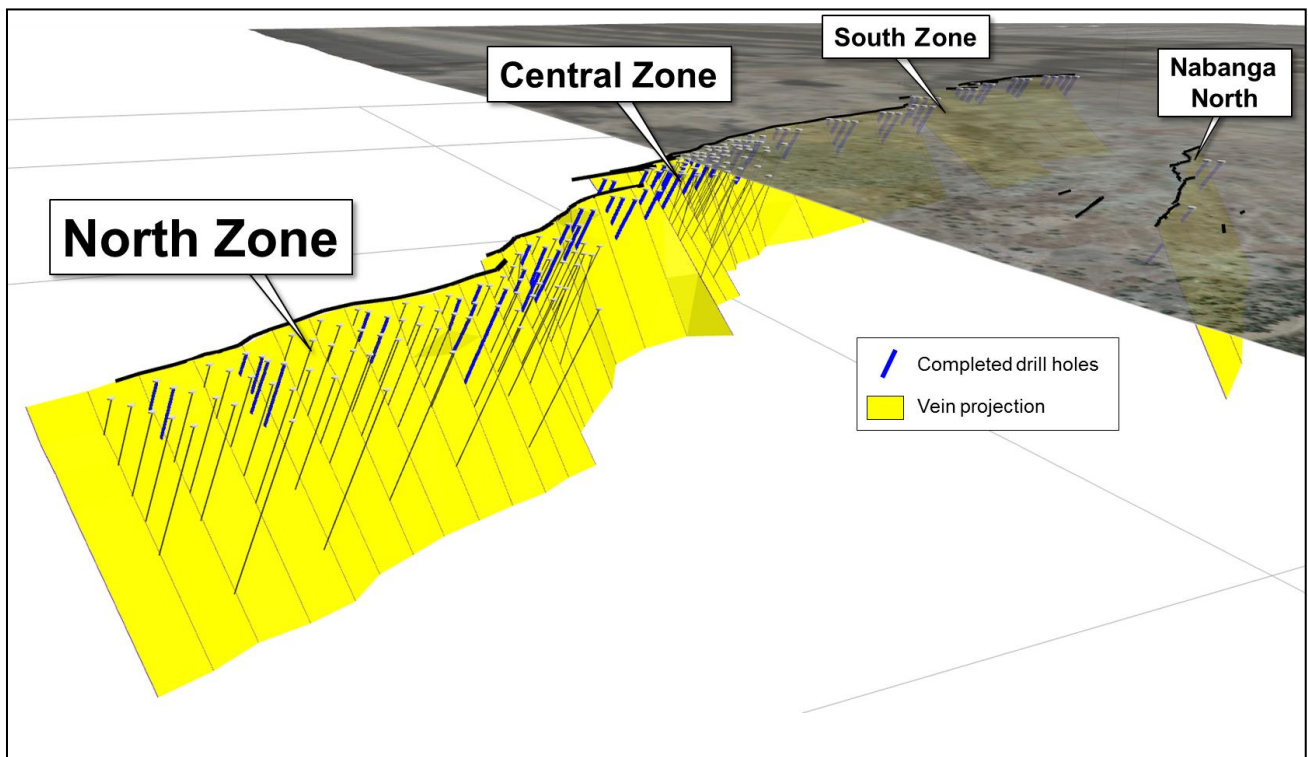 South Zone
Central Zone
Nabanga
North
North Zone
Completed drill holes
Vein projection